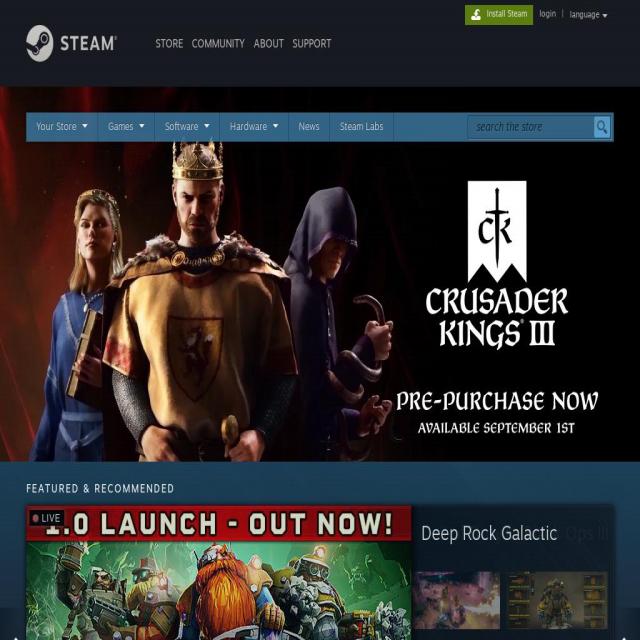 Install Steam login | language
STEAM®
STORE COMMUNITY ABOUT SUPPORT
Your Store Games Software Hardware News Steam Labs search the store
CK
CRUSADER
KINGS III
PRE-PURCHASE NOW
AVAILABLE SEPTEMBER 1ST
FEATURED & RECOMMENDED
LIVE
1.0 LAUNCH - OUT NOW!
Deep Rock Galactic Ops III